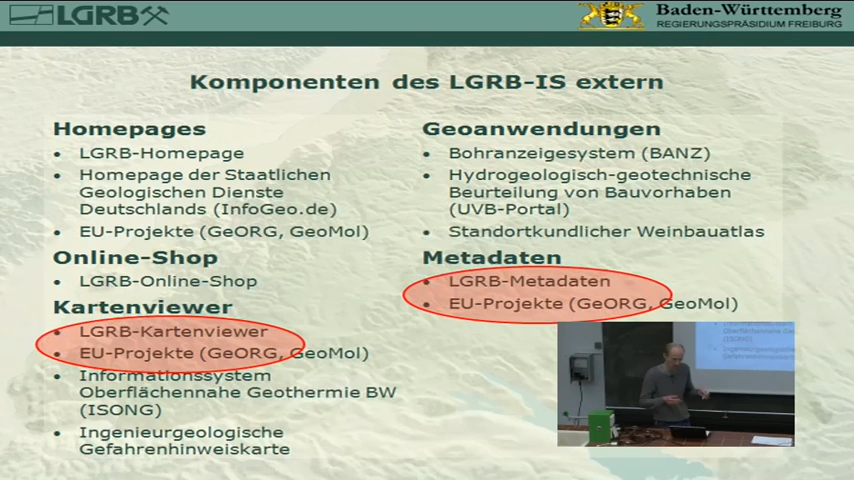 LGRB
Baden-Württemberg
REGIERUNGSPRÄSIDIUM FREIBURG
Komponenten des LGRB-IS extern
Homepages
• LGRB-Homepage
• Homepage der Staatlichen
Geologischen Dienste
Deutschlands (InfoGeo.de)
• EU-Projekte (GeORG, GeoMol)
Online-Shop
• LGRB-Online-Shop
Kartenviewer
• LGRB-Kartenviewer
• EU-Projekte (GeORG, GeoMol)
• Informationssystem
Oberflächennahe Geothermie BW
(ISONG)
• Ingenieurgeologische
Gefahrenhinweiskarte
Geoanwendungen
• Bohranzeigesystem (BANZ)
• Hydrogeologisch-geotechnische
Beurteilung von Bauvorhaben
(UVB-Portal)
• Standortkundlicher Weinbauatlas
Metadaten
• LGRB-Metadaten
• EU-Projekte (GeORG, GeoMol)